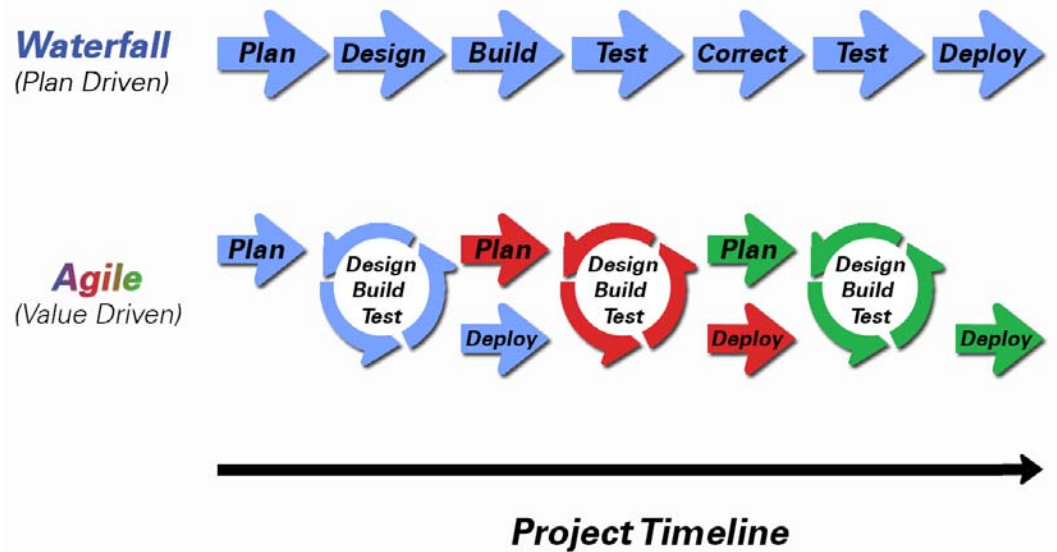 Waterfall
(Plan Driven)
Plan
Design
Build
Test
Correct
Test
Deploy
Agile
(Value Driven)
Plan
Design
Build
Test
Plan
Deploy
Design
Build
Test
Plan
Deploy
Design
Build
Test
Deploy
Project Timeline